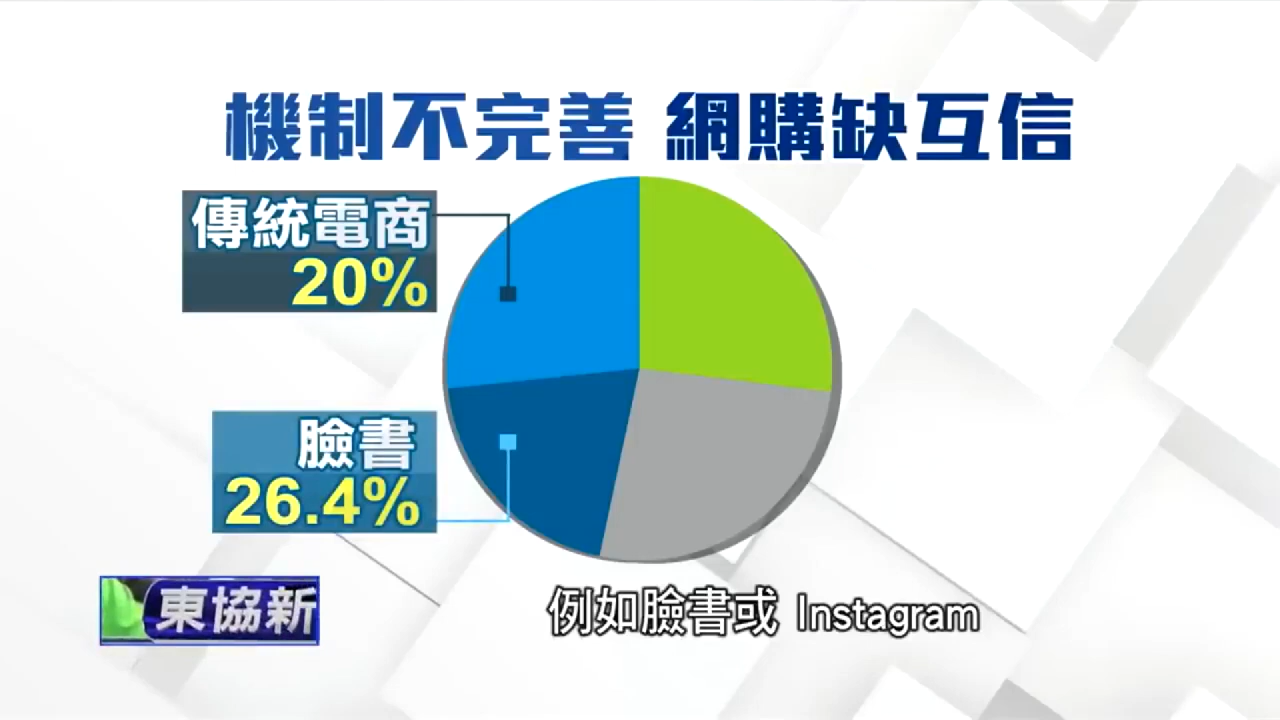 機制不完善 網購缺互信
傳統電商
20%
臉書
26.4%
東協新
例如臉書或 Instagram